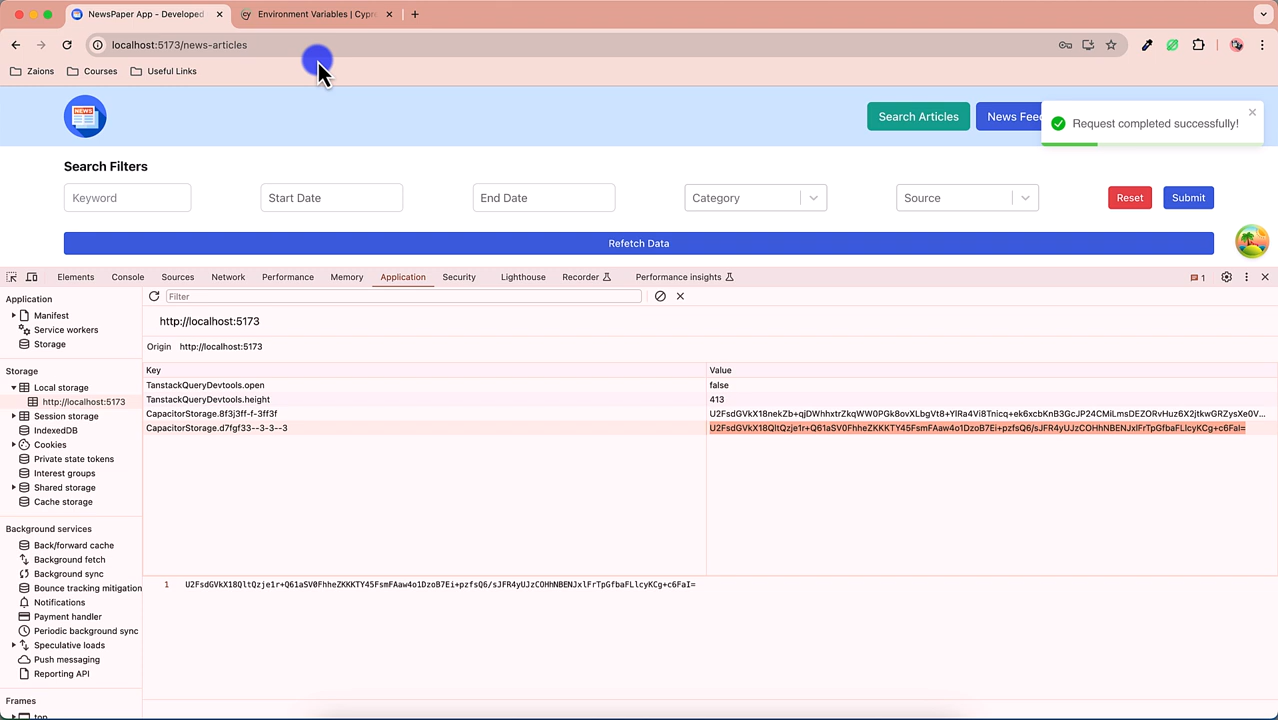 NewsPaper App - Developed
Environment Variables | Cypr
localhost:5173/news-articles
Zaions
Courses
Useful Links
NEWS
Search Articles
News Feed
Request completed successfully!
Search Filters
Keyword
Start Date
End Date
Category
Source
Reset
Submit
Refetch Data
Elements
Console
Sources
Network
Performance
Memory
Application
Security
Lighthouse
Recorder
Performance insights
1
Application
Manifest
Service workers
Storage
Storage
Local storage
http://localhost:5173
Session storage
IndexedDB
Cookies
Private state tokens
Interest groups
Shared storage
Cache storage
Background services
Back/forward cache
Background fetch
Background sync
Bounce tracking mitigation
Notifications
Payment handler
Periodic background sync
Speculative loads
Push messaging
Reporting API
Frames
top
Filter
http://localhost:5173
Origin http://localhost:5173
Key Value
TanstackQueryDevtools.open false
TanstackQueryDevtools.height 413
CapacitorStorage.8f3j3ff-f-3ff3f
CapacitorStorage.d7fgf33--3-3--3
1 U2FsdGVkX18QltQzje1r+Q61aSV0FhheZKKKTY45FsmFAaw4o1DzoB7Ei+pzfsQ6/sJFR4yUJzCOHhNBENJxlFrTpGfbaFLlcyKCg+c6FaI=